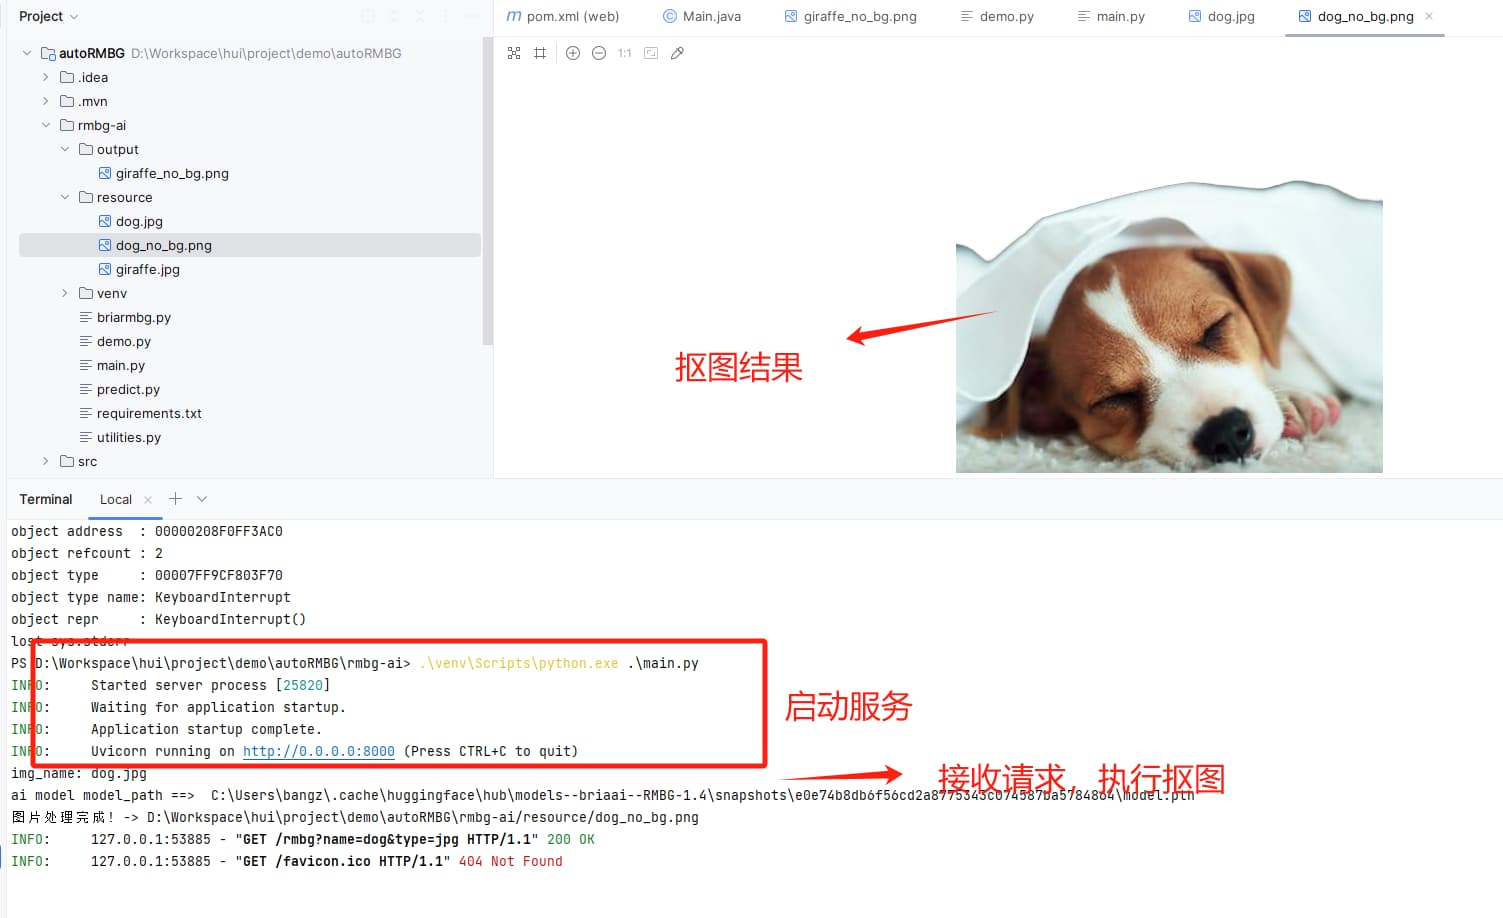 Project
pom.xml (web)
Main.java
giraffe_no_bg.png
demo.py
main.py
dog.jpg
dog_no_bg.png
autoRMBG D:\Workspace\hui\project\demo\autoRMBG
1:1
.idea
.mvn
rmbg-ai
output
giraffe_no_bg.png
resource
dog.jpg
dog_no_bg.png
giraffe.jpg
venv
briarmbg.py
demo.py
main.py
predict.py
requirements.txt
utilities.py
src
抠图结果
Terminal
Local
object address  : 00000208F0FF3AC0
object refcount : 2
object type     : 00007FF9CF803F70
object type name: KeyboardInterrupt
object repr     : KeyboardInterrupt()
lost sys.stderr
PS D:\Workspace\hui\project\demo\autoRMBG\rmbg-ai> .\venv\Scripts\python.exe .\main.py
INFO:     Started server process [25820]
INFO:     Waiting for application startup.
启动服务
INFO:     Application startup complete.
INFO:     Uvicorn running on http://0.0.0.0:8000 (Press CTRL+C to quit)
img_name: dog.jpg
接收请求，执行抠图
ai model model_path ==>  C:\Users\bangz\.cache\huggingface\hub\models--briaai--RMBG-1.4\snapshots\e0e74b8db6f56cd2a8775343c074587ba5784864\model.pth
图片处理完成! -> D:\Workspace\hui\project\demo\autoRMBG\rmbg-ai/resource/dog_no_bg.png
INFO:     127.0.0.1:53885 - "GET /rmbg?name=dog&type=jpg HTTP/1.1" 200 OK
INFO:     127.0.0.1:53885 - "GET /favicon.ico HTTP/1.1" 404 Not Found